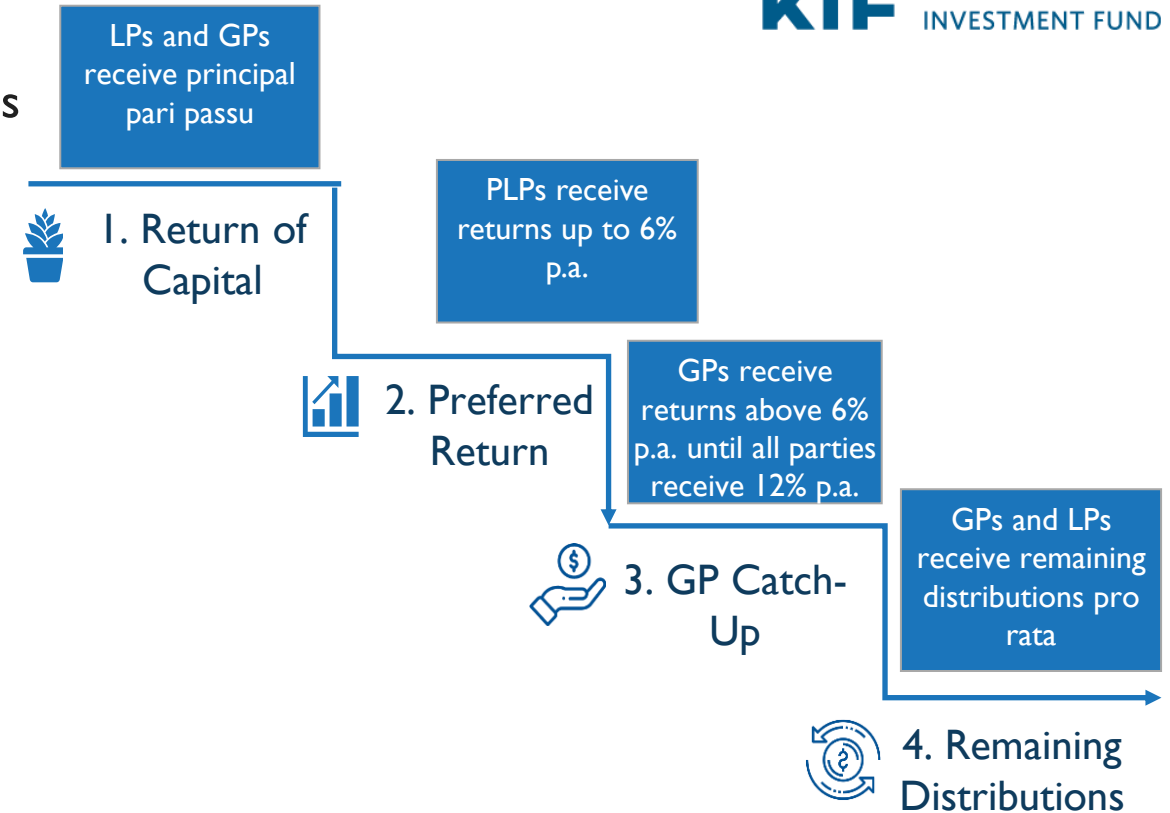 INVESTMENT FUND
LPs and GPs
receive principal
pari passu
1. Return of
Capital
PLPs receive
returns up to 6%
p.a.
2. Preferred
Return
GPs receive
returns above 6%
p.a. until all parties
receive 12% p.a.
3. GP Catch-
Up
GPs and LPs
receive remaining
distributions pro
rata
4. Remaining
Distributions